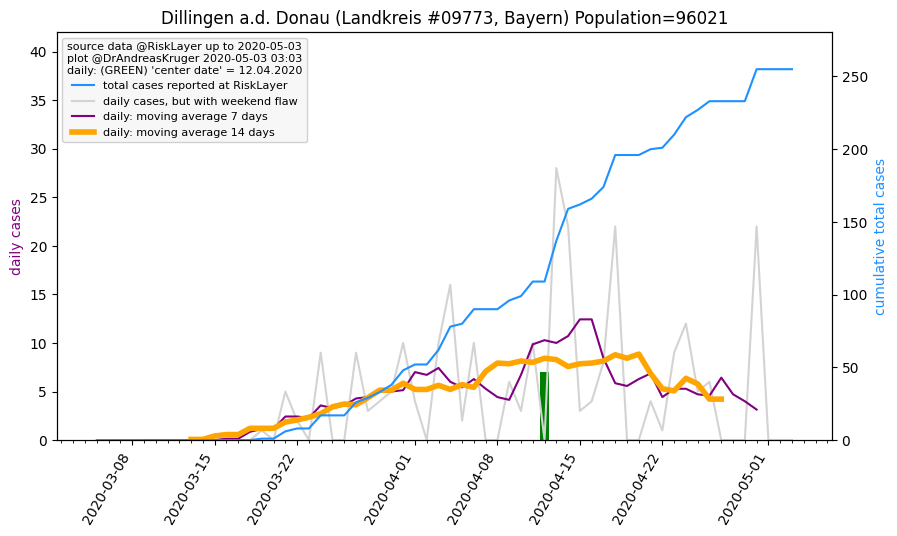 Dillingen a.d. Donau (Landkreis #09773, Bayern) Population=96021
source data @RiskLayer up to 2020-05-03
plot @DrAndreasKruger 2020-05-03 03:03
daily: (GREEN) 'center date' = 12.04.2020
total cases reported at RiskLayer
daily cases, but with weekend flaw
daily: moving average 7 days
daily: moving average 14 days
daily cases
40
35
30
25
20
15
10
5
0
cumulative total cases
250
200
150
100
50
0
2020-03-08
2020-03-15
2020-03-22
2020-04-01
2020-04-08
2020-04-15
2020-04-22
2020-05-01